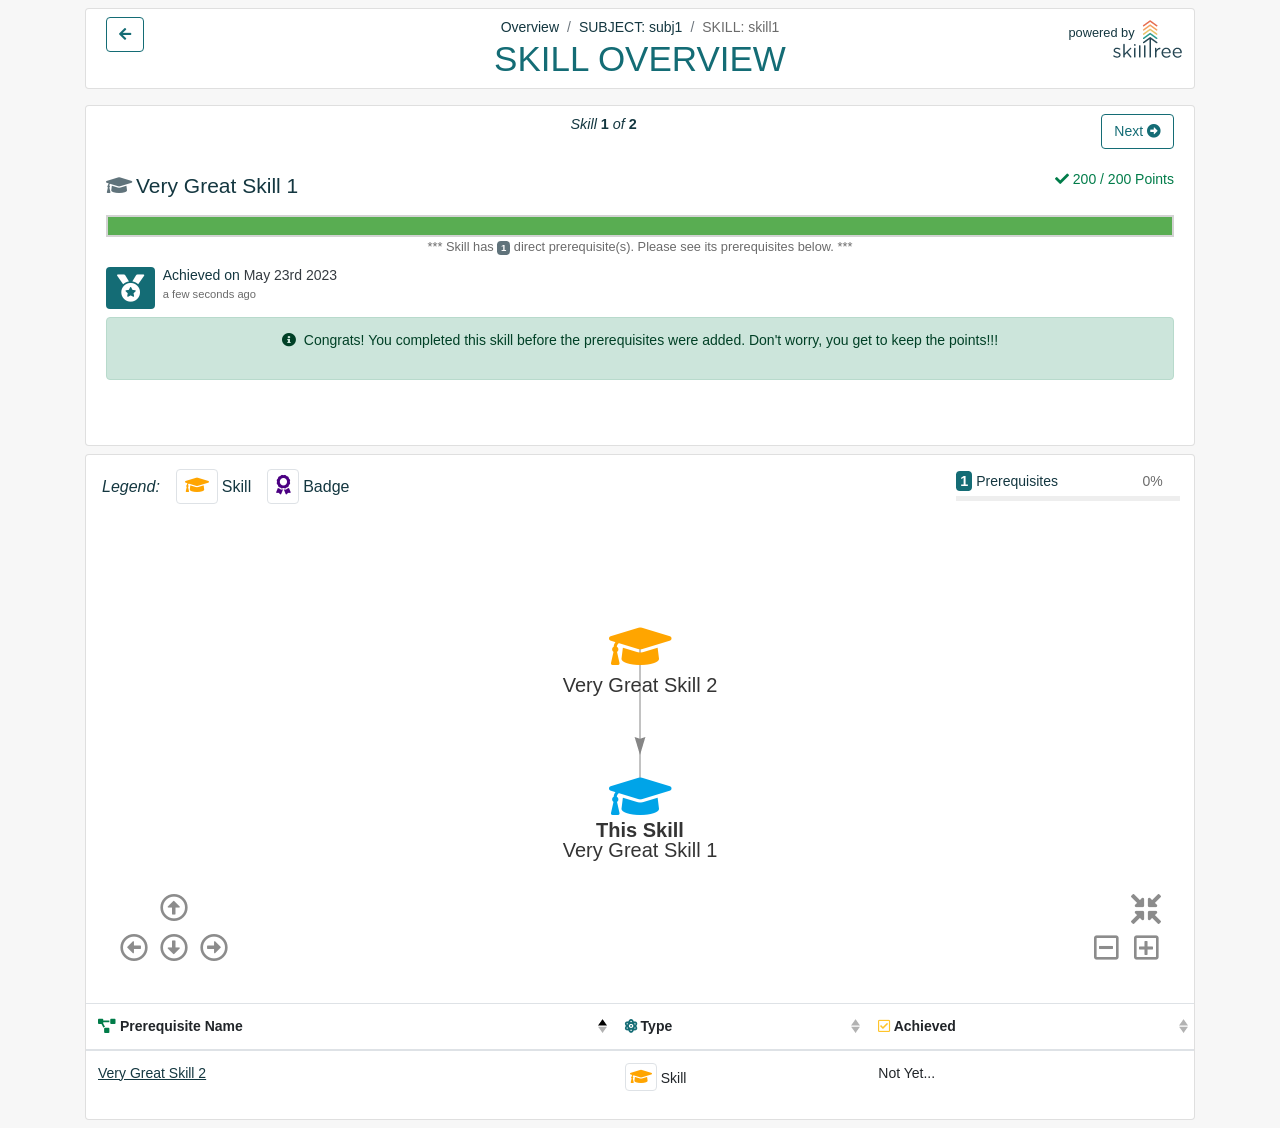 Overview / SUBJECT: subj1 / SKILL: skill1
SKILL OVERVIEW
powered by
skilltree
Skill 1 of 2
Next
Very Great Skill 1
200 / 200 Points
*** Skill has 1 direct prerequisite(s). Please see its prerequisites below. ***
Achieved on May 23rd 2023
a few seconds ago
Congrats! You completed this skill before the prerequisites were added. Don't worry, you get to keep the points!!!
Legend: Skill Badge
1 Prerequisites 0%
Very Great Skill 2
This Skill
Very Great Skill 1
Prerequisite Name Type Achieved
Very Great Skill 2 Skill Not Yet...